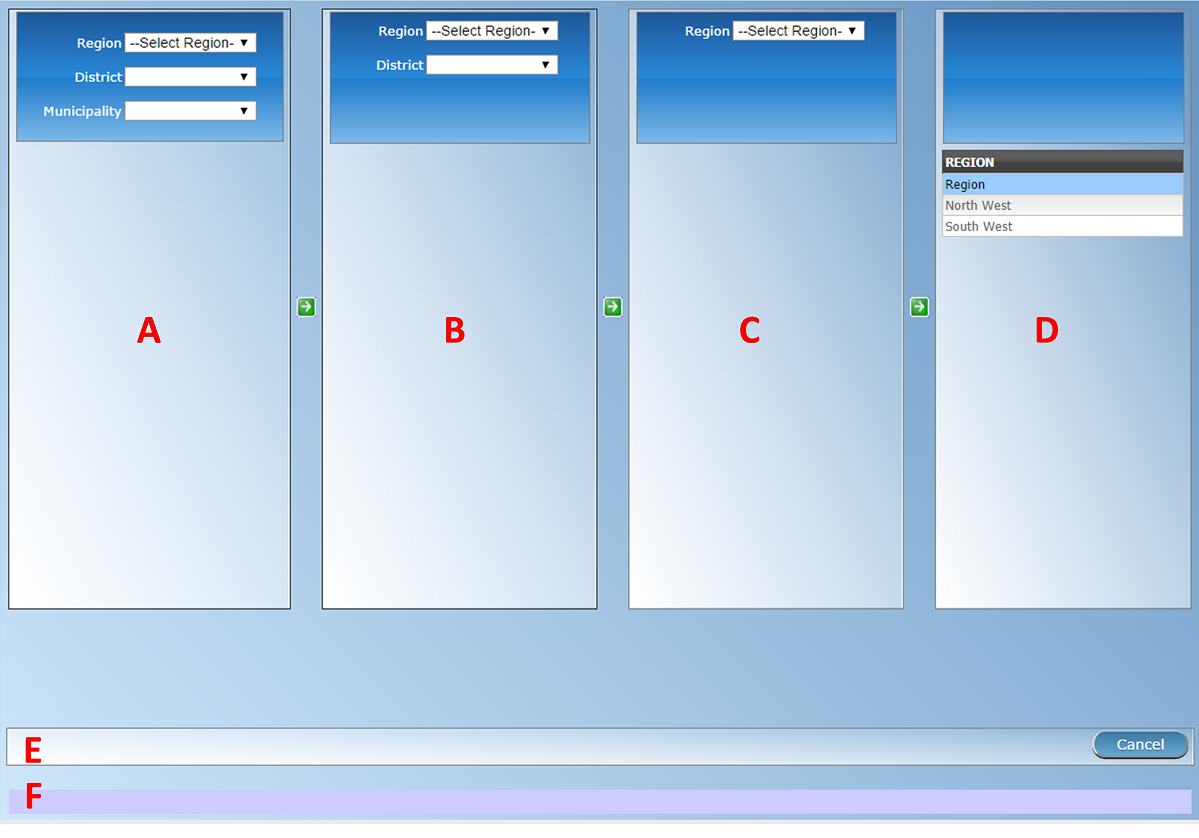 Region --Select Region-
District
Municipality
A
Region --Select Region-
District
B
Region --Select Region-
C
REGION
Region
North West
South West
D
E
Cancel
F